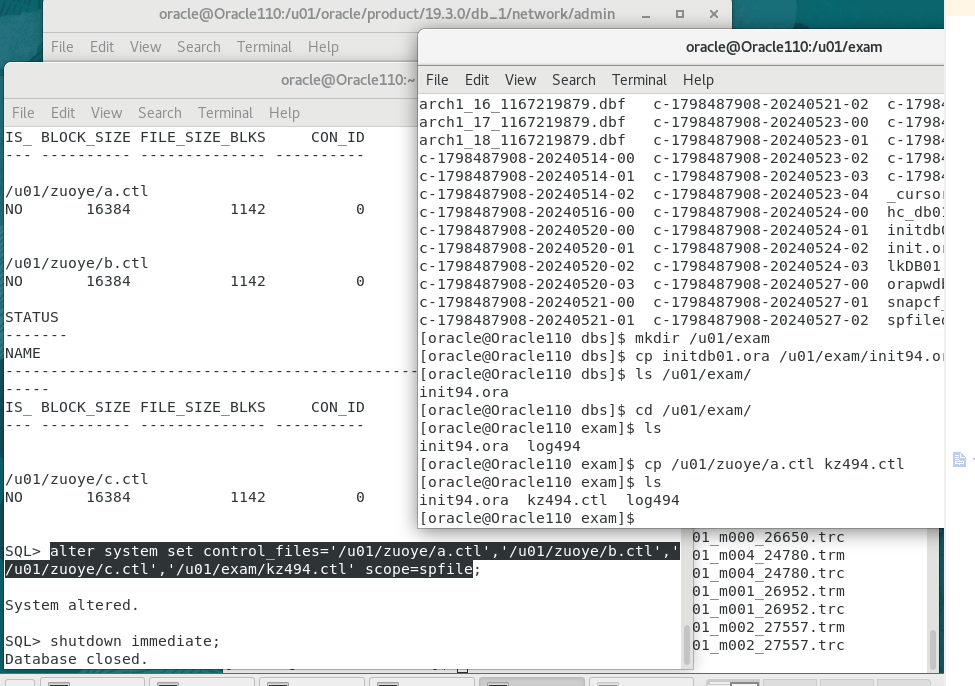 oracle@Oracle110:/u01/oracle/product/19.3.0/db_1/network/admin
File Edit View Search Terminal Help
oracle@Oracle110:~
File Edit View Search Terminal Help
IS_ BLOCK_SIZE FILE_SIZE_BLKS     CON_ID
--- ---------- -------------- ----------
/u01/zuoye/a.ctl
NO       16384           1142          0
/u01/zuoye/b.ctl
NO       16384           1142          0
STATUS
-------
NAME
----------------------------------------------
-----
IS_ BLOCK_SIZE FILE_SIZE_BLKS     CON_ID
--- ---------- -------------- ----------
/u01/zuoye/c.ctl
NO       16384           1142          0
SQL> alter system set control_files='/u01/zuoye/a.ctl','/u01/zuoye/b.ctl','
/u01/zuoye/c.ctl','/u01/exam/kz494.ctl' scope=spfile;
System altered.
SQL> shutdown immediate;
Database closed.
oracle@Oracle110:/u01/exam
File Edit View Search Terminal Help
arch1_16_1167219879.dbf   c-1798487908-20240521-02  c-1798
arch1_17_1167219879.dbf   c-1798487908-20240523-00  c-1798
arch1_18_1167219879.dbf   c-1798487908-20240523-01  c-1798
c-1798487908-20240514-00  c-1798487908-20240523-02  c-1798
c-1798487908-20240514-01  c-1798487908-20240523-03  c-1798
c-1798487908-20240514-02  c-1798487908-20240523-04  _cursor
c-1798487908-20240516-00  c-1798487908-20240524-00  hc_db01
c-1798487908-20240520-00  c-1798487908-20240524-01  initdb0
c-1798487908-20240520-01  c-1798487908-20240524-02  init.or
c-1798487908-20240520-02  c-1798487908-20240524-03  lkDB01
c-1798487908-20240520-03  c-1798487908-20240527-00  orapwdb
c-1798487908-20240521-00  c-1798487908-20240527-01  snapcf_
c-1798487908-20240521-01  c-1798487908-20240527-02  spfile
[oracle@Oracle110 dbs]$ mkdir /u01/exam
[oracle@Oracle110 dbs]$ cp initdb01.ora /u01/exam/init94.or
[oracle@Oracle110 dbs]$ ls /u01/exam/
init94.ora
[oracle@Oracle110 dbs]$ cd /u01/exam/
[oracle@Oracle110 exam]$ ls
init94.ora  log494
[oracle@Oracle110 exam]$ cp /u01/zuoye/a.ctl kz494.ctl
[oracle@Oracle110 exam]$ ls
init94.ora  kz494.ctl  log494
[oracle@Oracle110 exam]$
01_m000_26650.trc
01_m004_24780.trm
01_m004_24780.trc
01_m001_26952.trm
01_m001_26952.trc
01_m002_27557.trm
01_m002_27557.trc